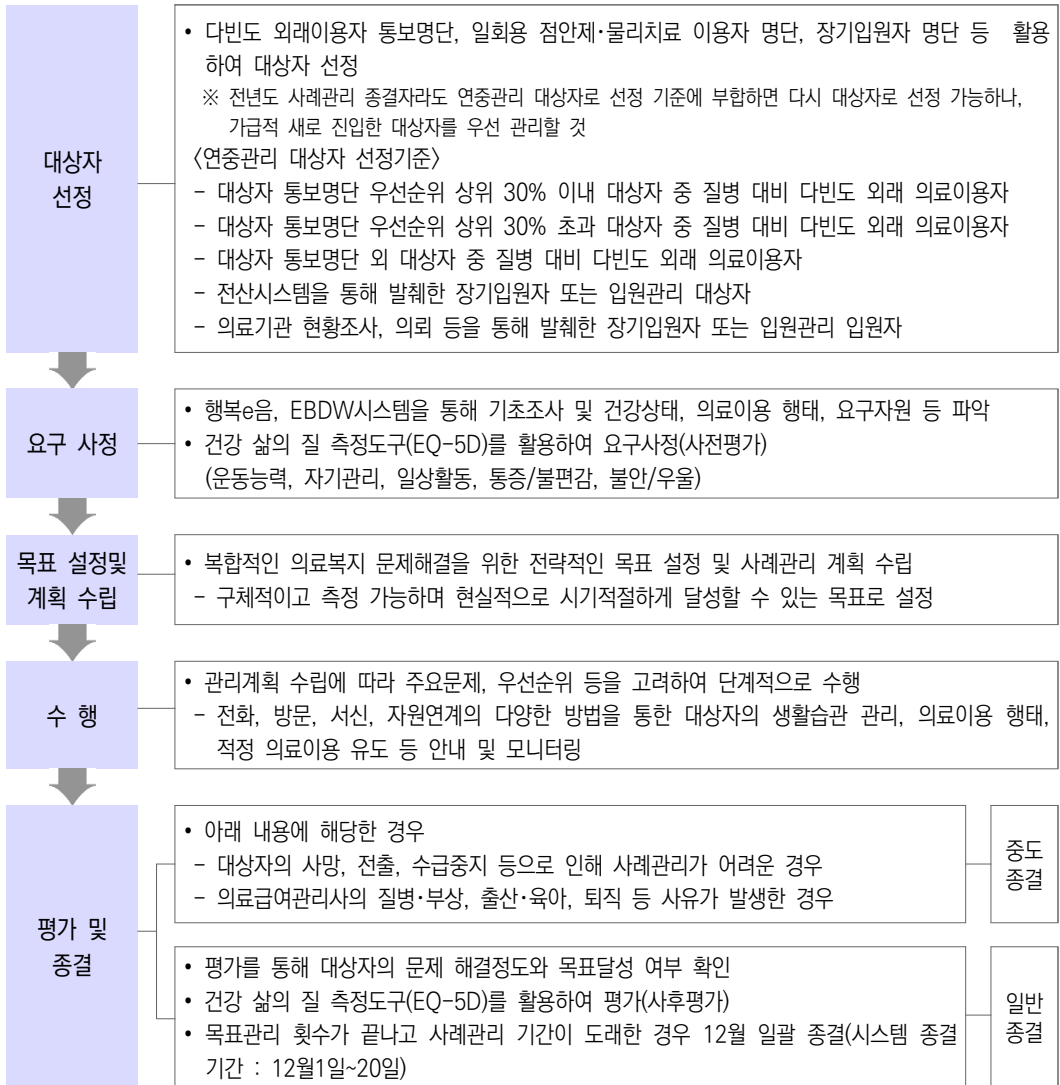 대상자
선정
• 다빈도 외래이용자 통보명단, 일회용 점안제·물리치료 이용자 명단, 장기입원자 명단 등 활용
하여 대상자 선정
※ 전년도 사례관리 종결자라도 연중관리 대상자로 선정 기준에 부합하면 다시 대상자로 선정 가능하나,
가급적 새로 진입한 대상자를 우선 관리할 것
〈연중관리 대상자 선정기준〉
- 대상자 통보명단 우선순위 상위 30% 이내 대상자 중 질병 대비 다빈도 외래 의료이용자
- 대상자 통보명단 우선순위 상위 30% 초과 대상자 중 질병 대비 다빈도 외래 의료이용자
- 대상자 통보명단 외 대상자 중 질병 대비 다빈도 외래 의료이용자
- 전산시스템을 통해 발췌한 장기입원자 또는 입원관리 대상자
- 의료기관 현황조사, 의뢰 등을 통해 발췌한 장기입원자 또는 입원관리 입원자
요구 사정
• 행복e음, EBDW시스템을 통해 기초조사 및 건강상태, 의료이용 행태, 요구자원 등 파악
• 건강 삶의 질 측정도구(EQ-5D)를 활용하여 요구사정(사전평가)
(운동능력, 자기관리, 일상활동, 통증/불편감, 불안/우울)
목표 설정및
계획 수립
• 복합적인 의료복지 문제해결을 위한 전략적인 목표 설정 및 사례관리 계획 수립
- 구체적이고 측정 가능하며 현실적으로 시기적절하게 달성할 수 있는 목표로 설정
수 행
• 관리계획 수립에 따라 주요문제, 우선순위 등을 고려하여 단계적으로 수행
- 전화, 방문, 서신, 자원연계의 다양한 방법을 통한 대상자의 생활습관 관리, 의료이용 행태,
적정 의료이용 유도 등 안내 및 모니터링
평가 및
종결
• 아래 내용에 해당한 경우
- 대상자의 사망, 전출, 수급중지 등으로 인해 사례관리가 어려운 경우
- 의료급여관리사의 질병·부상, 출산·육아, 퇴직 등 사유가 발생한 경우
중도
종결
• 평가를 통해 대상자의 문제 해결정도와 목표달성 여부 확인
• 건강 삶의 질 측정도구(EQ-5D)를 활용하여 평가(사후평가)
• 목표관리 횟수가 끝나고 사례관리 기간이 도래한 경우 12월 일괄 종결(시스템 종결
기간 : 12월1일~20일)
일반
종결